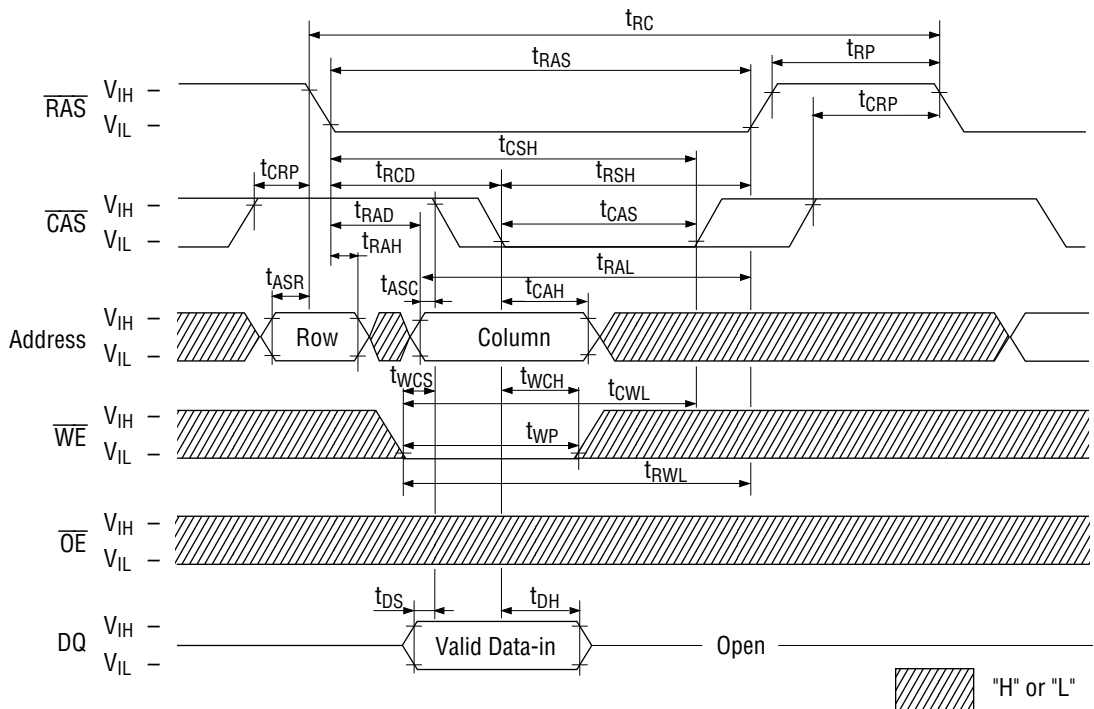 tRC
tRAS
tRP
RAS
VIH –
VIL –
tCRP
tCSH
tCRP
tRCD
tRSH
CAS
VIH –
VIL –
tRAD
tCAS
tRAH
tRAL
tASR
tASC
tCAH
Address
VIH –
VIL –
Row
Column
tWCS
tWCH
tCWL
WE
VIH –
VIL –
tWP
tRWL
OE
VIH –
VIL –
tDS
tDH
DQ
VIH –
VIL –
Valid Data-in
Open
"H" or "L"